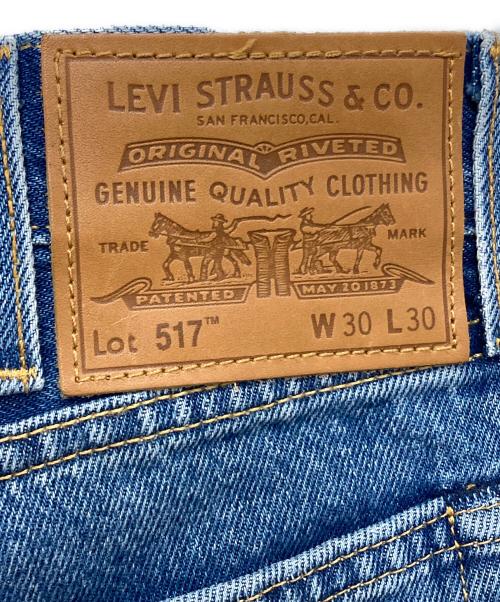 LEVI STRAUSS & CO.
SAN FRANCISCO, CAL.
ORIGINAL RIVETED
GENUINE QUALITY CLOTHING
TRADE MARK
PATENTED MAY 20 1873
Lot 517™ W 30 L 30